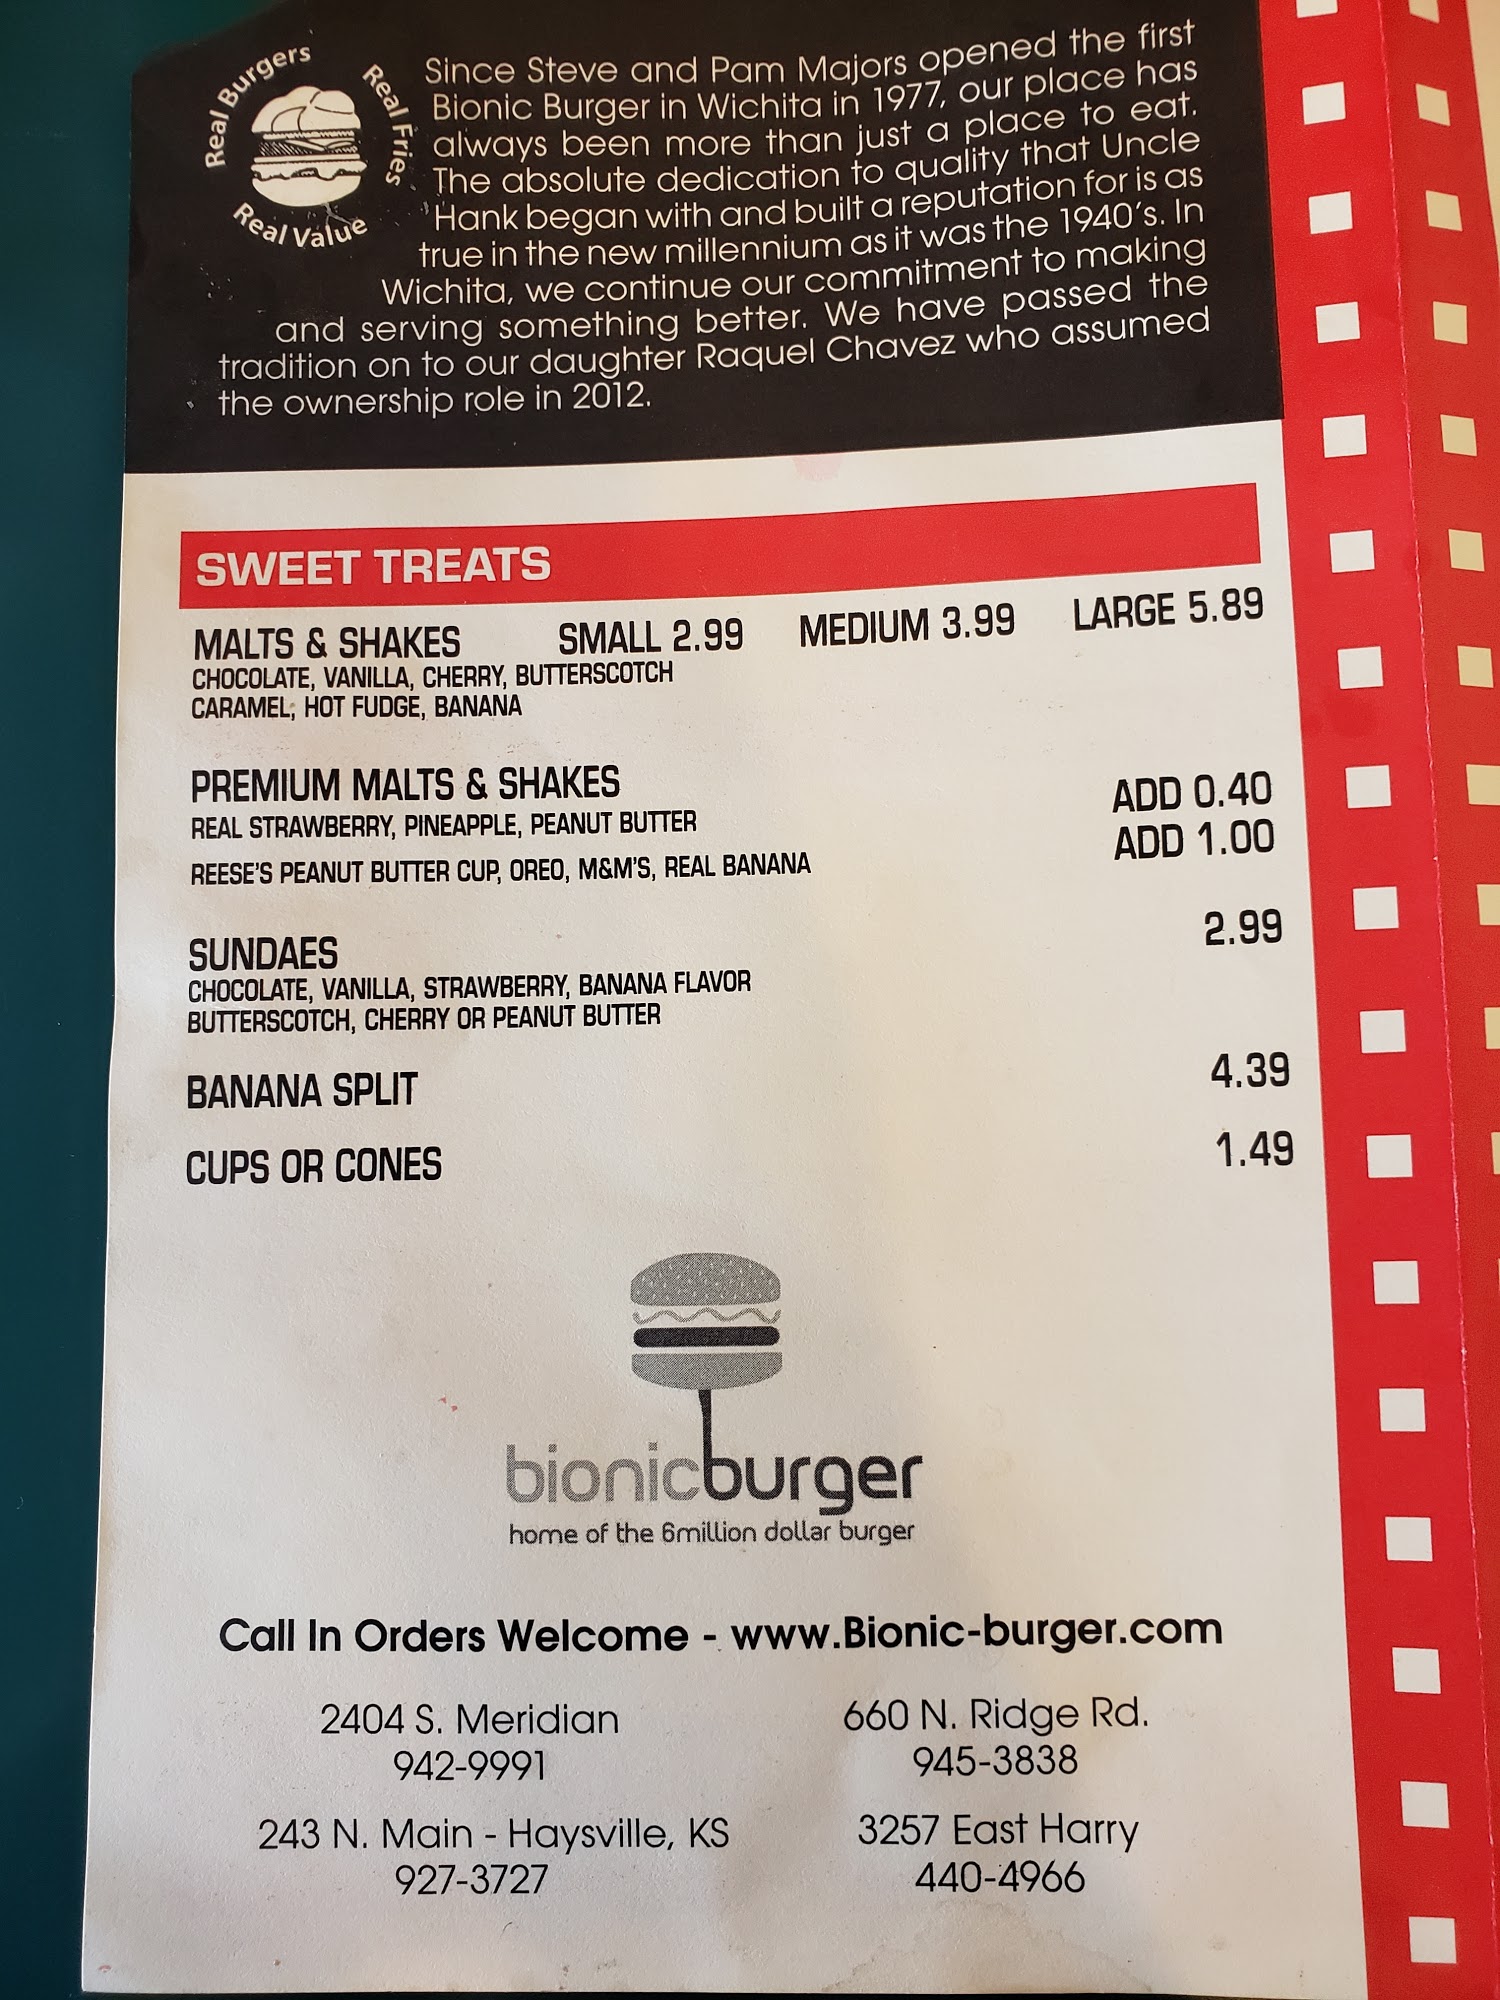 Real Burgers
Real Fries
Real Value
Since Steve and Pam Majors opened the first
Bionic Burger in Wichita in 1977, our place has
always been more than just a place to eat.
The absolute dedication to quality that Uncle
Hank began with and built a reputation for is as
true in the new millennium as it was the 1940's. In
Wichita, we continue our commitment to making
and serving something better. We have passed the
tradition on to our daughter Raquel Chavez who assumed
the ownership role in 2012.
SWEET TREATS
MALTS & SHAKES SMALL 2.99 MEDIUM 3.99 LARGE 5.89
CHOCOLATE, VANILLA, CHERRY, BUTTERSCOTCH
CARAMEL, HOT FUDGE, BANANA
PREMIUM MALTS & SHAKES
REAL STRAWBERRY, PINEAPPLE, PEANUT BUTTER ADD 0.40
REESE'S PEANUT BUTTER CUP, OREO, M&M'S, REAL BANANA ADD 1.00
SUNDAES 2.99
CHOCOLATE, VANILLA, STRAWBERRY, BANANA FLAVOR
BUTTERSCOTCH, CHERRY OR PEANUT BUTTER
BANANA SPLIT 4.39
CUPS OR CONES 1.49
bionicburger
home of the 6million dollar burger
Call In Orders Welcome - www.Bionic-burger.com
2404 S. Meridian 660 N. Ridge Rd.
942-9991 945-3838
243 N. Main - Haysville, KS 3257 East Harry
927-3727 440-4966